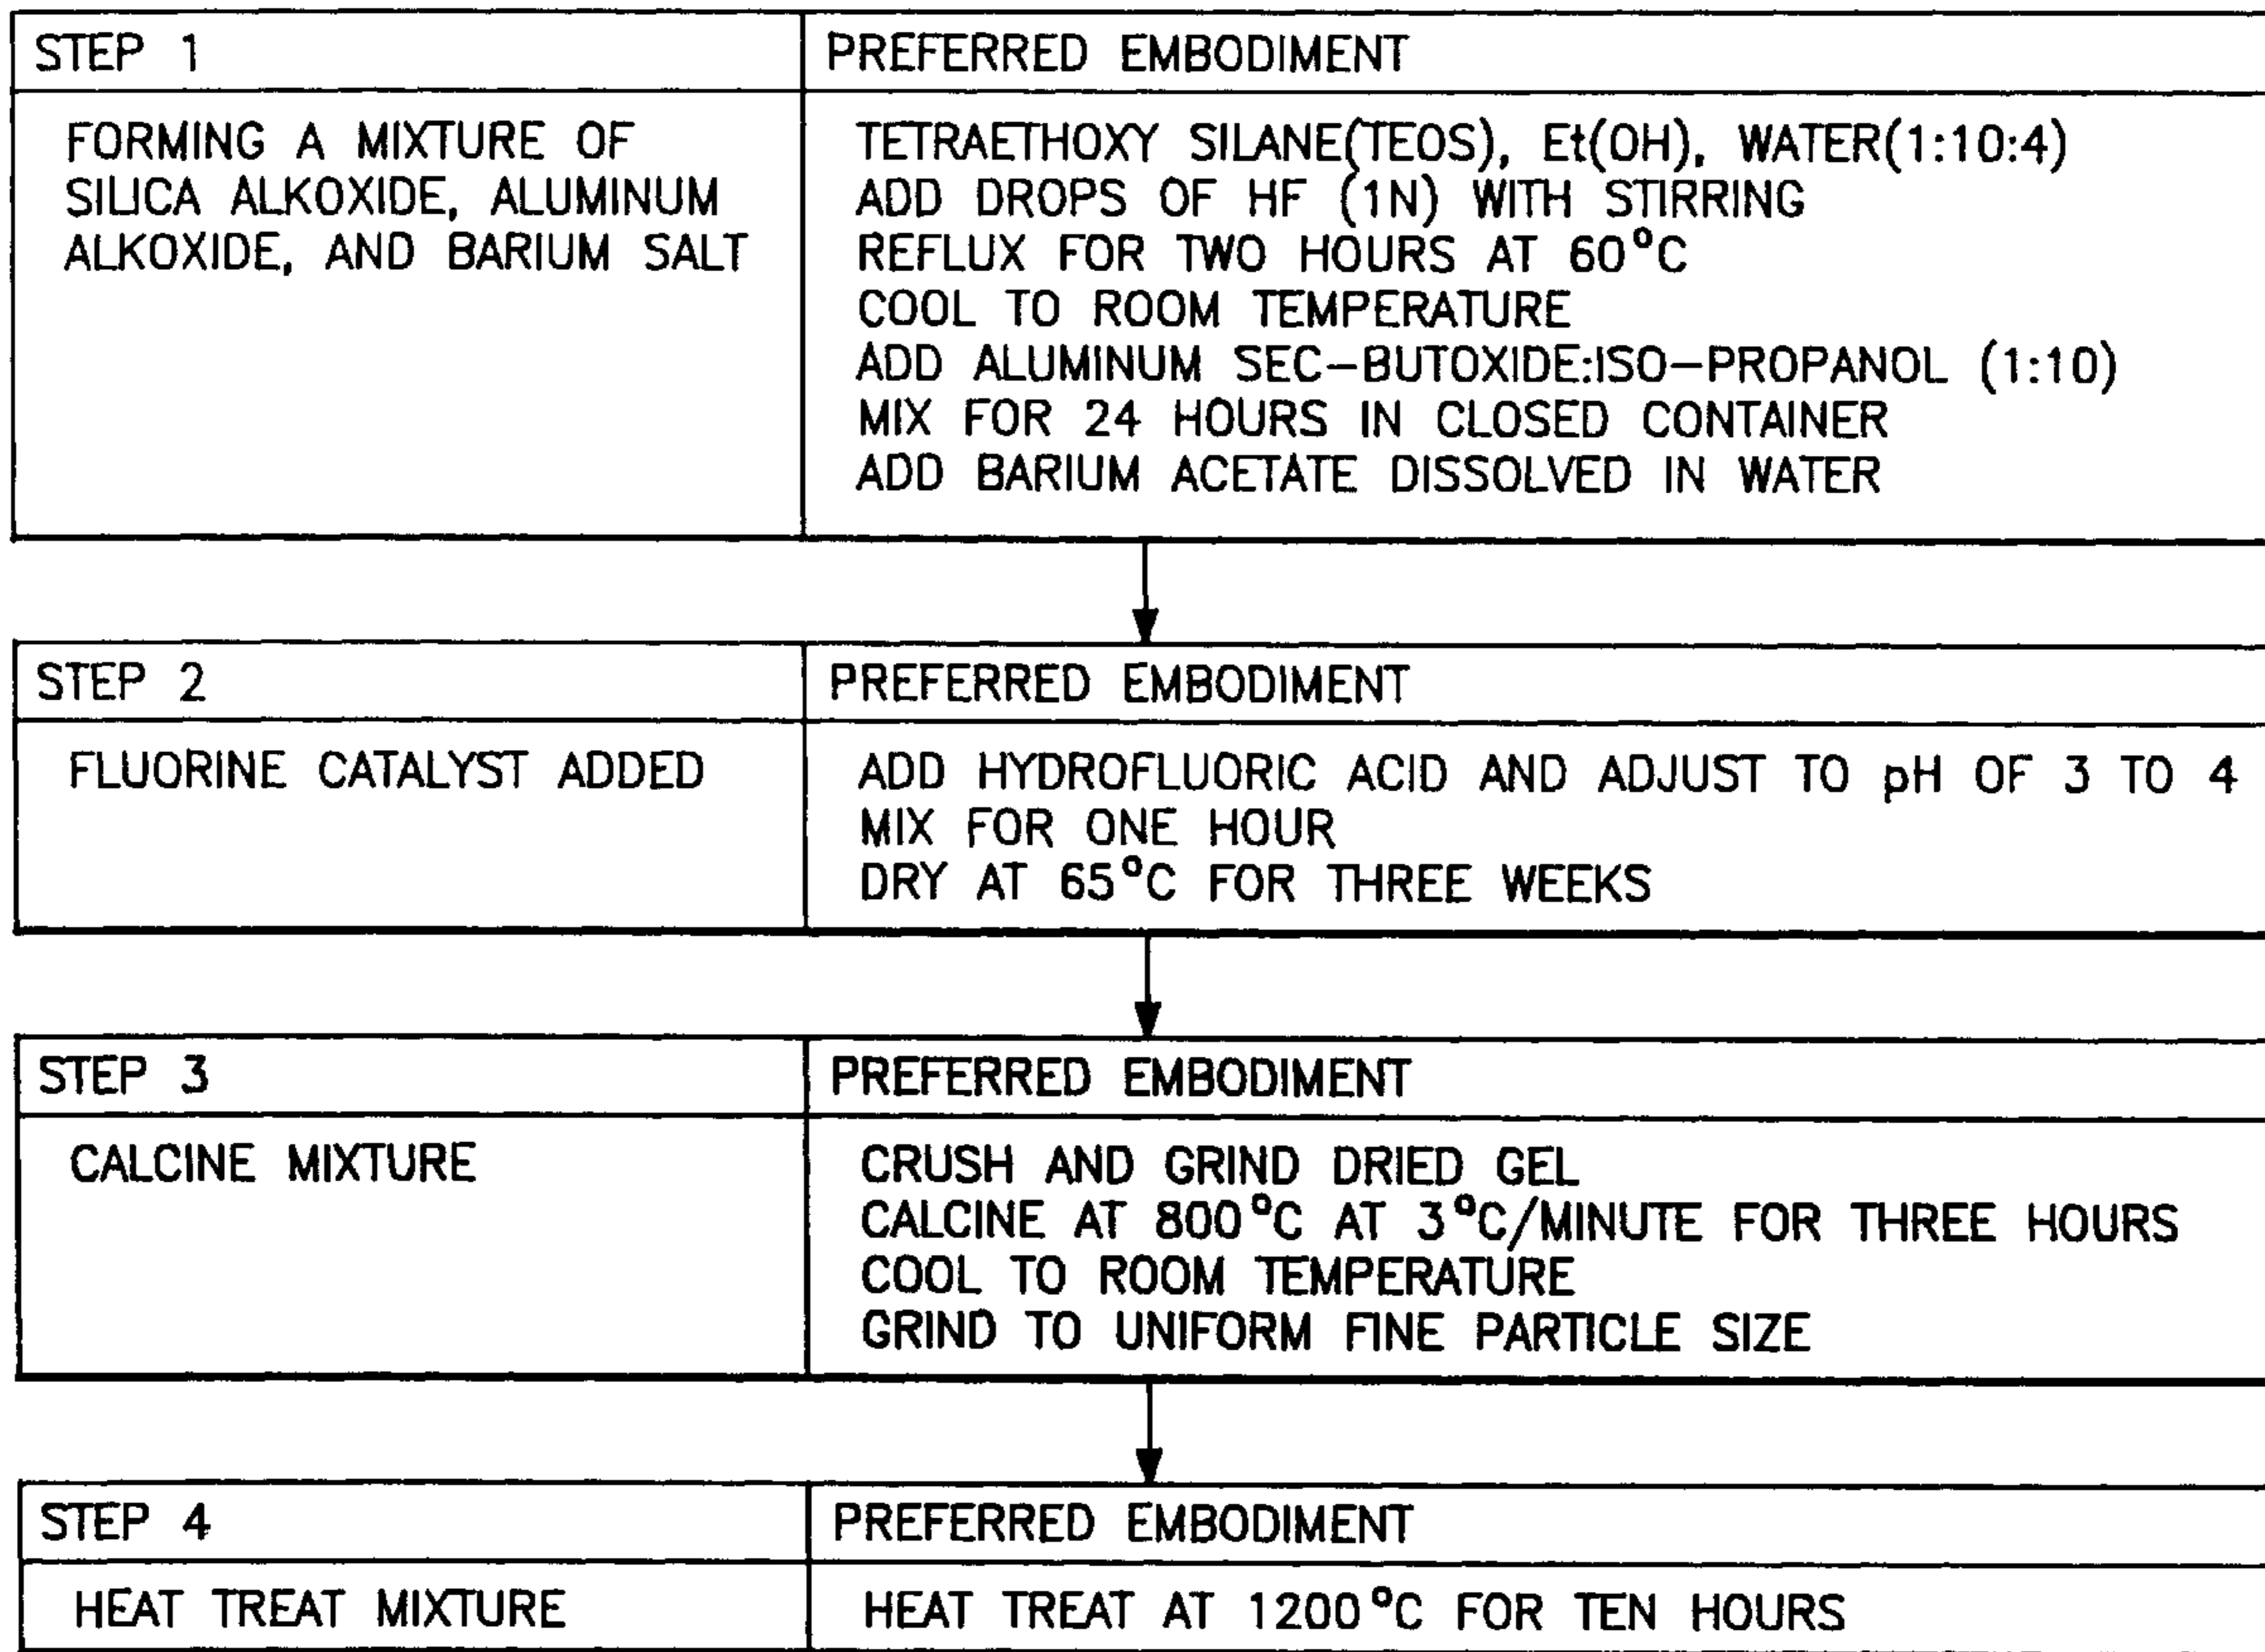 STEP 1
PREFERRED EMBODIMENT
FORMING A MIXTURE OF
SILICA ALKOXIDE, ALUMINUM
ALKOXIDE, AND BARIUM SALT
TETRAETHOXY SILANE(TEOS), Et(OH), WATER(1:10:4)
ADD DROPS OF HF (1N) WITH STIRRING
REFLUX FOR TWO HOURS AT 60°C
COOL TO ROOM TEMPERATURE
ADD ALUMINUM SEC-BUTOXIDE:ISO-PROPANOL (1:10)
MIX FOR 24 HOURS IN CLOSED CONTAINER
ADD BARIUM ACETATE DISSOLVED IN WATER
STEP 2
PREFERRED EMBODIMENT
FLUORINE CATALYST ADDED
ADD HYDROFLUORIC ACID AND ADJUST TO pH OF 3 TO 4
MIX FOR ONE HOUR
DRY AT 65°C FOR THREE WEEKS
STEP 3
PREFERRED EMBODIMENT
CALCINE MIXTURE
CRUSH AND GRIND DRIED GEL
CALCINE AT 800°C AT 3°C/MINUTE FOR THREE HOURS
COOL TO ROOM TEMPERATURE
GRIND TO UNIFORM FINE PARTICLE SIZE
STEP 4
PREFERRED EMBODIMENT
HEAT TREAT MIXTURE
HEAT TREAT AT 1200°C FOR TEN HOURS